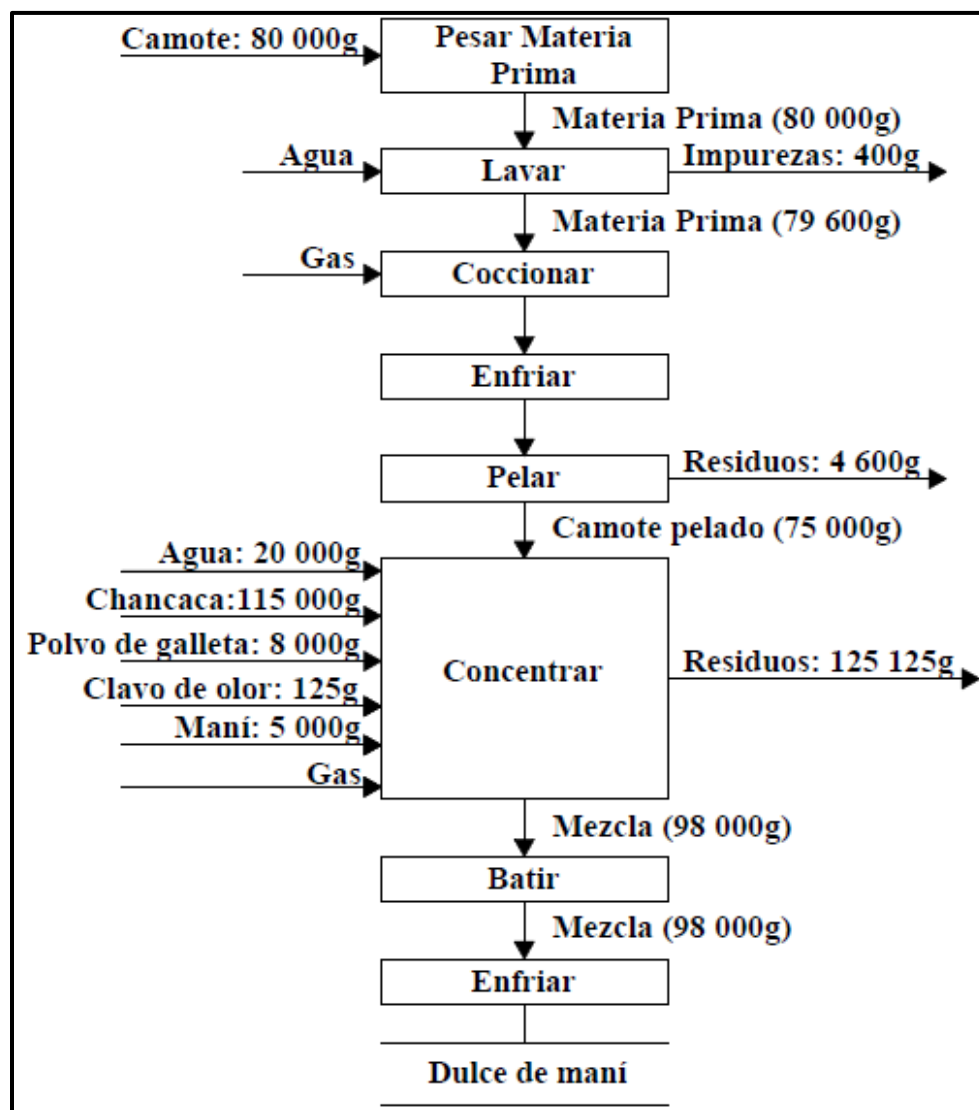 Camote: 80 000g
Pesar Materia
Prima
Materia Prima (80 000g)
Agua
Lavar
Impurezas: 400g
Materia Prima (79 600g)
Gas
Coccionar
Enfriar
Pelar
Residuos: 4 600g
Camote pelado (75 000g)
Agua: 20 000g
Chancaca:115 000g
Polvo de galleta: 8 000g
Clavo de olor: 125g
Maní: 5 000g
Gas
Concentrar
Residuos: 125 125g
Mezcla (98 000g)
Batir
Mezcla (98 000g)
Enfriar
Dulce de maní